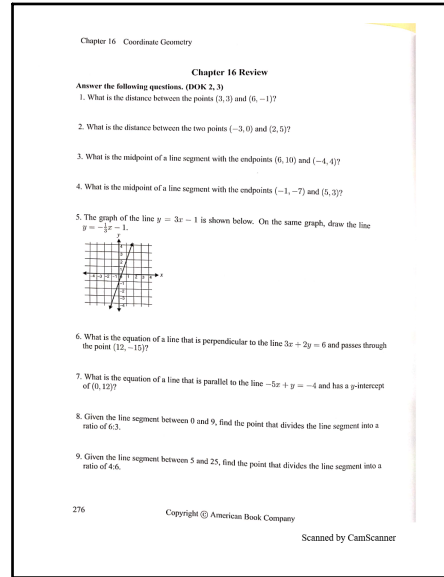 Chapter 16 Coordinate Geometry
Chapter 16 Review
Answer the following questions. (DOK 2, 3)
1. What is the distance between the points (3, 3) and (6, −1)?
2. What is the distance between the two points (−3, 0) and (2, 5)?
3. What is the midpoint of a line segment with the endpoints (6, 10) and (−4, 4)?
4. What is the midpoint of a line segment with the endpoints (−1, −7) and (5, 3)?
5. The graph of the line y = 3x − 1 is shown below. On the same graph, draw the line
y = −⅓x − 1.
y
x
6. What is the equation of a line that is perpendicular to the line 3x + 2y = 6 and passes through
the point (12, −15)?
7. What is the equation of a line that is parallel to the line −5x + y = −4 and has a y-intercept
of (0, 12)?
8. Given the line segment between 0 and 9, find the point that divides the line segment into a
ratio of 6:3.
9. Given the line segment between 5 and 25, find the point that divides the line segment into a
ratio of 4:6.
276
Copyright © American Book Company
Scanned by CamScanner